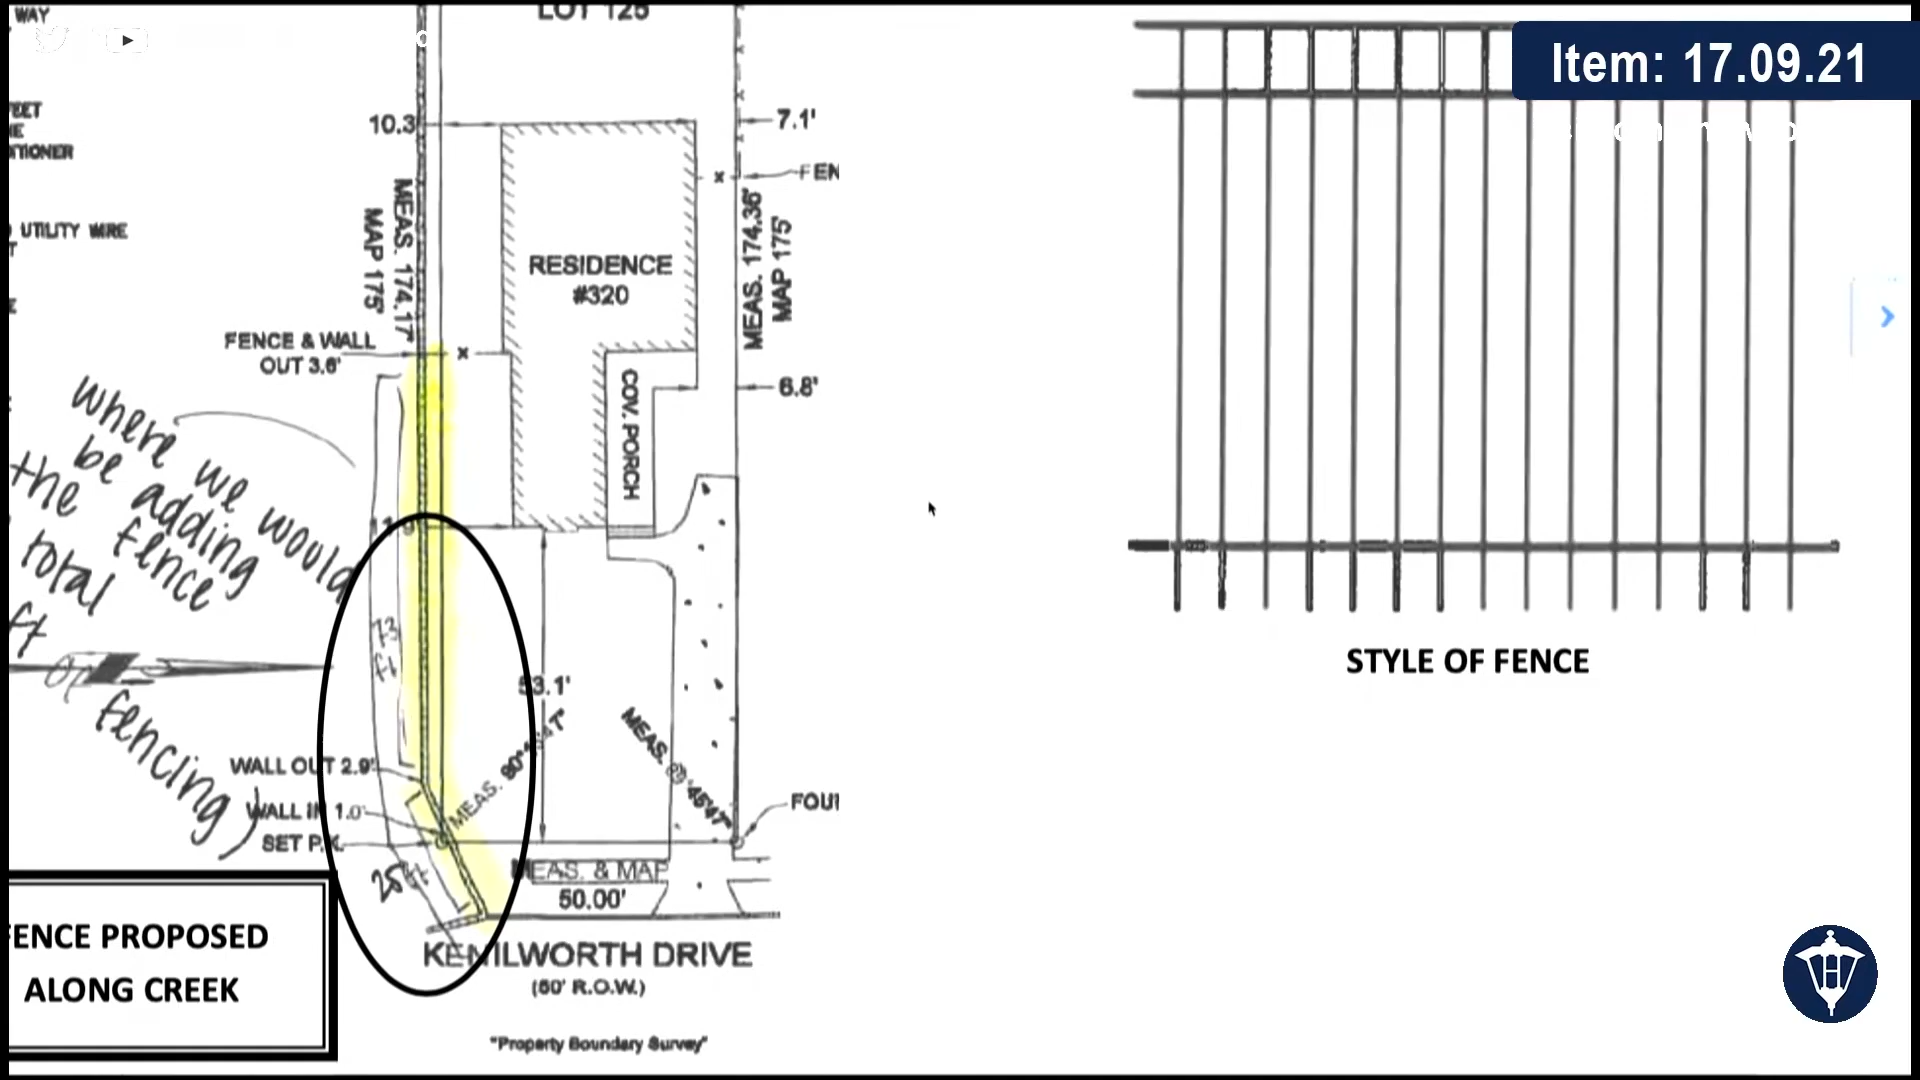 WAY
LOT 125
Item: 17.09.21
EET
10.3
7.1'
TIONER
FEN
MEAS. 174.17'
MAP 175'
MEAS. 174.36'
MAP 175'
UTILITY WIRE
RESIDENCE
#320
FENCE & WALL
OUT 3.6'
COV. PORCH
6.8'
where we would
be adding
the fence
total
ft
of fencing)
73
ft
53.1'
STYLE OF FENCE
WALL OUT 2.9'
WALL IN 1.0'
SET P.K.
MEAS.
MEAS.
FOU
25 ft
MEAS. & MAP
50.00'
FENCE PROPOSED
ALONG CREEK
KENILWORTH DRIVE
(50' R.O.W.)
"Property Boundary Survey"
H